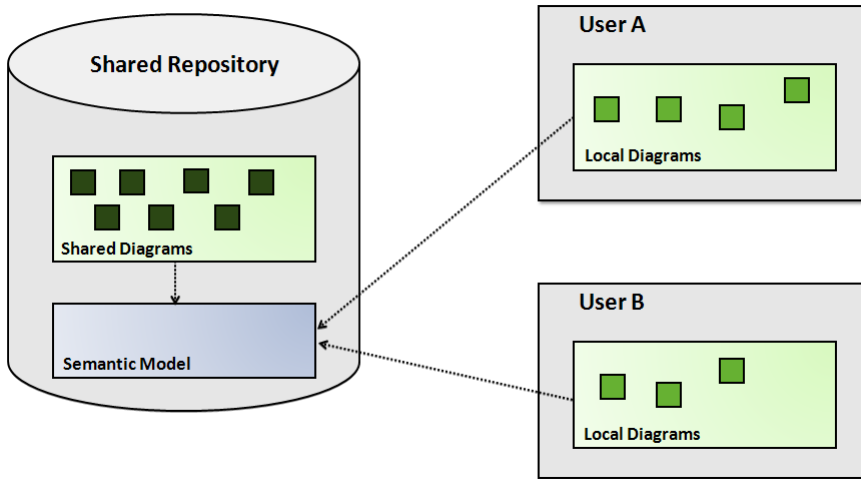 Shared Repository
Shared Diagrams
Semantic Model
User A
Local Diagrams
User B
Local Diagrams